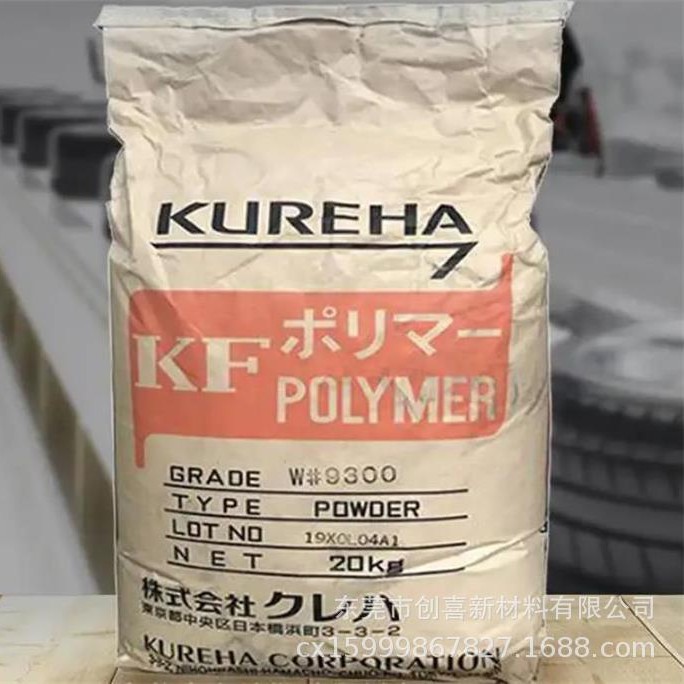 KUREHA
KF ポリマー
POLYMER
GRADE W#9300
TYPE POWDER
LOT NO 19X0L04A1
NET 20kg
株式会社クレハ
東京都中央区日本橋浜町3-3-2
东莞市创喜新材料有限公司
KUREHA CORPORATION
cx15999867827.1688.com